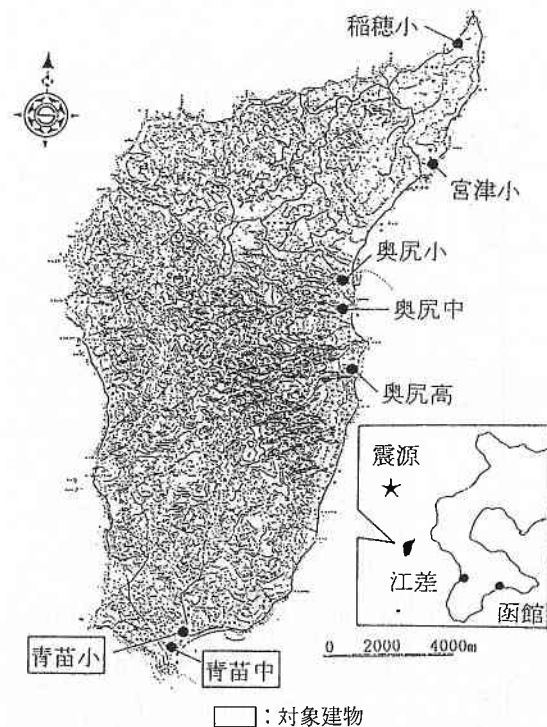 稲穂小
宮津小
奥尻小
奥尻中
奥尻高
震源
江差
函館
青苗小
青苗中
0 2000 4000m
:対象建物